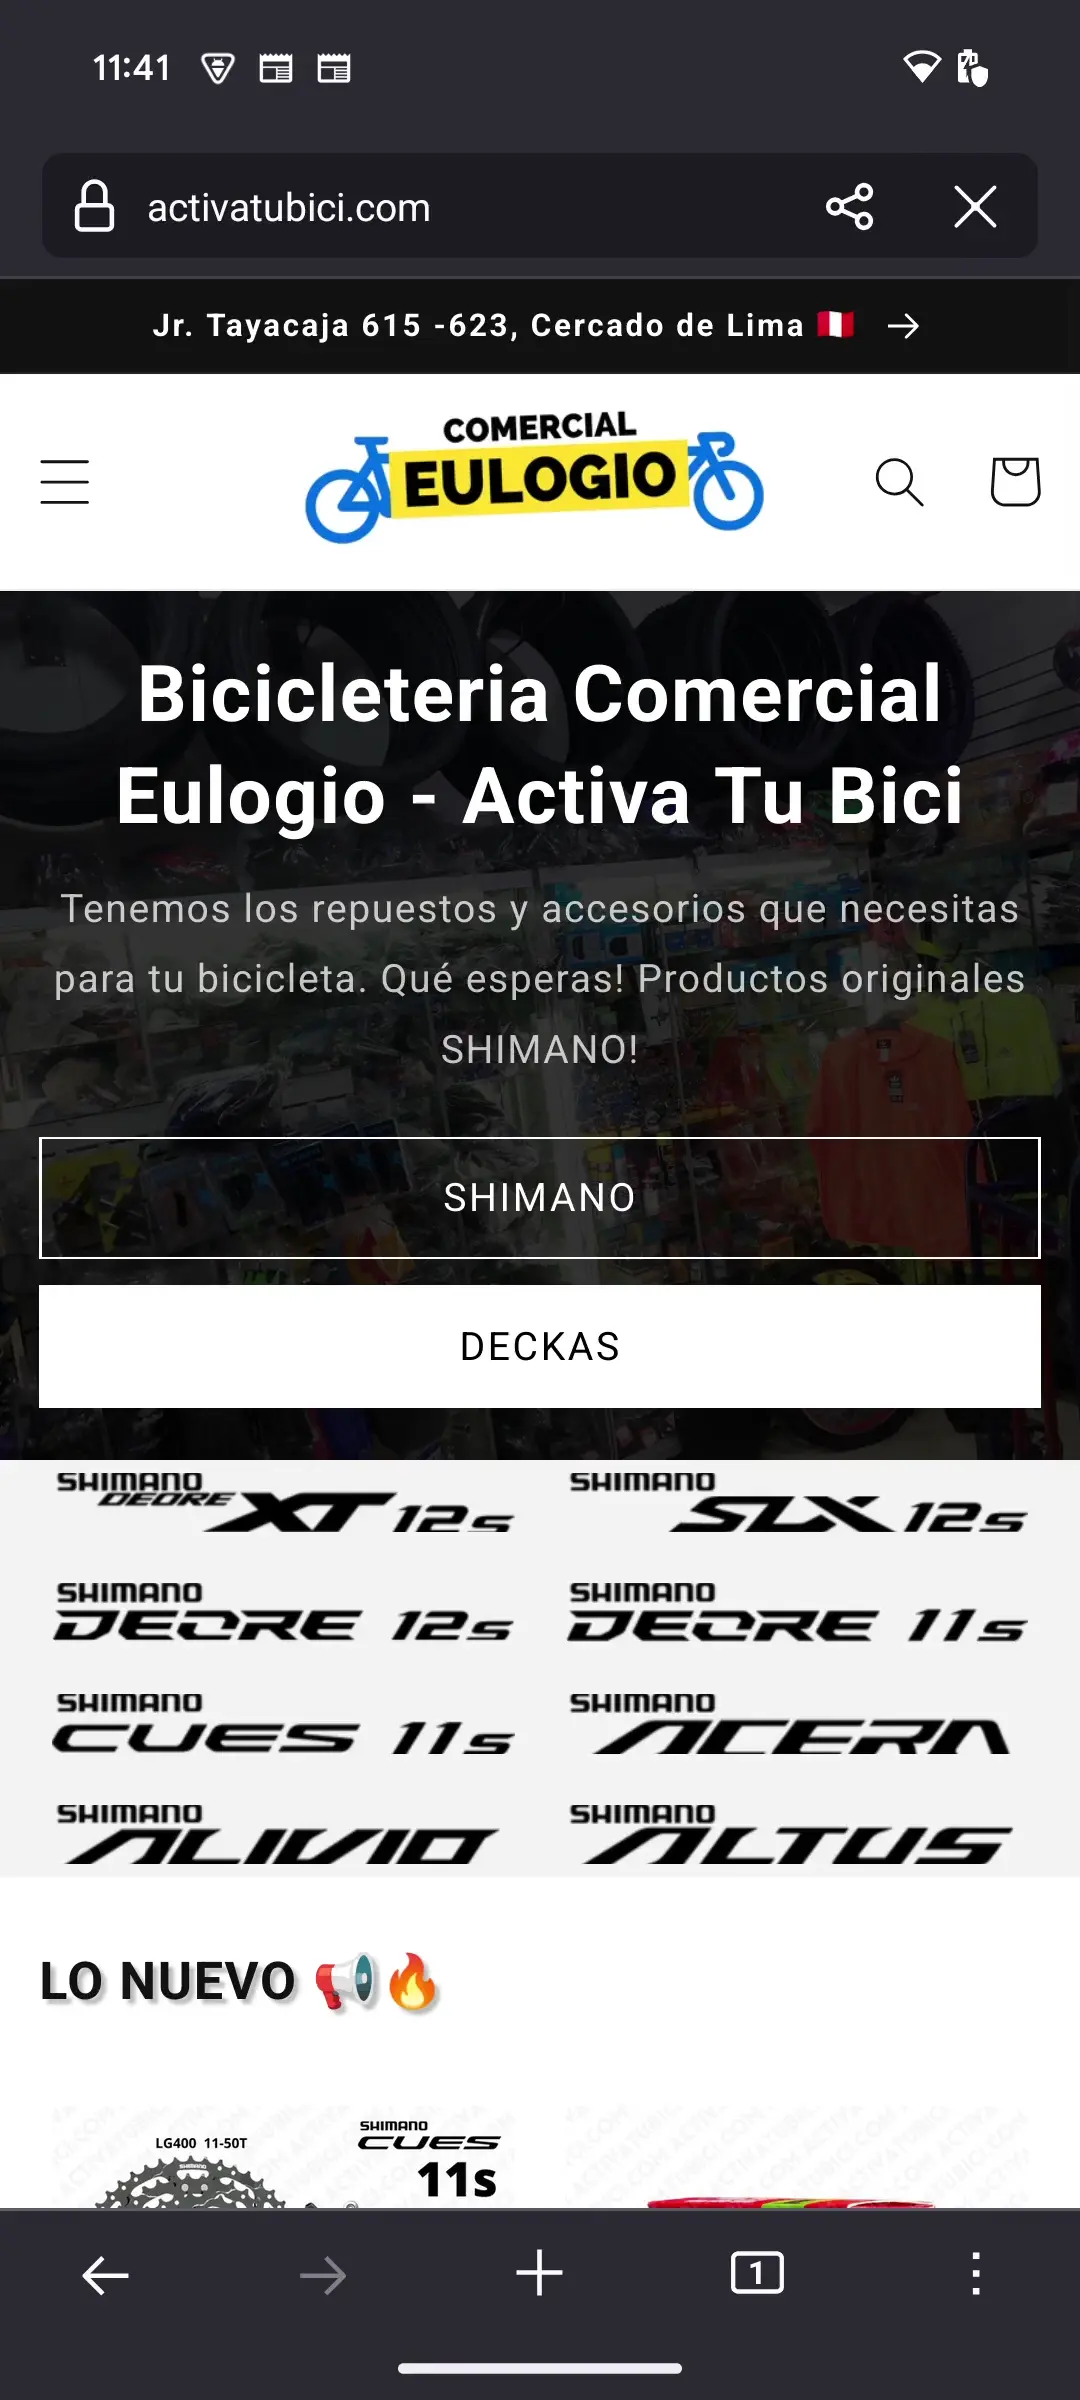 11:41
activatubici.com
Jr. Tayacaja 615 -623, Cercado de Lima
COMERCIAL
EULOGIO
Bicicleteria Comercial
Eulogio - Activa Tu Bici
Tenemos los repuestos y accesorios que necesitas
para tu bicicleta. Qué esperas! Productos originales
SHIMANO!
SHIMANO
DECKAS
SHIMANO DEORE XT 12s
SHIMANO SLX 12s
SHIMANO DEORE 12s
SHIMANO DEORE 11s
SHIMANO CUES 11s
SHIMANO ACERA
SHIMANO ALIVIO
SHIMANO ALTUS
LO NUEVO
LG400 11-50T
SHIMANO
CUES
11s
1